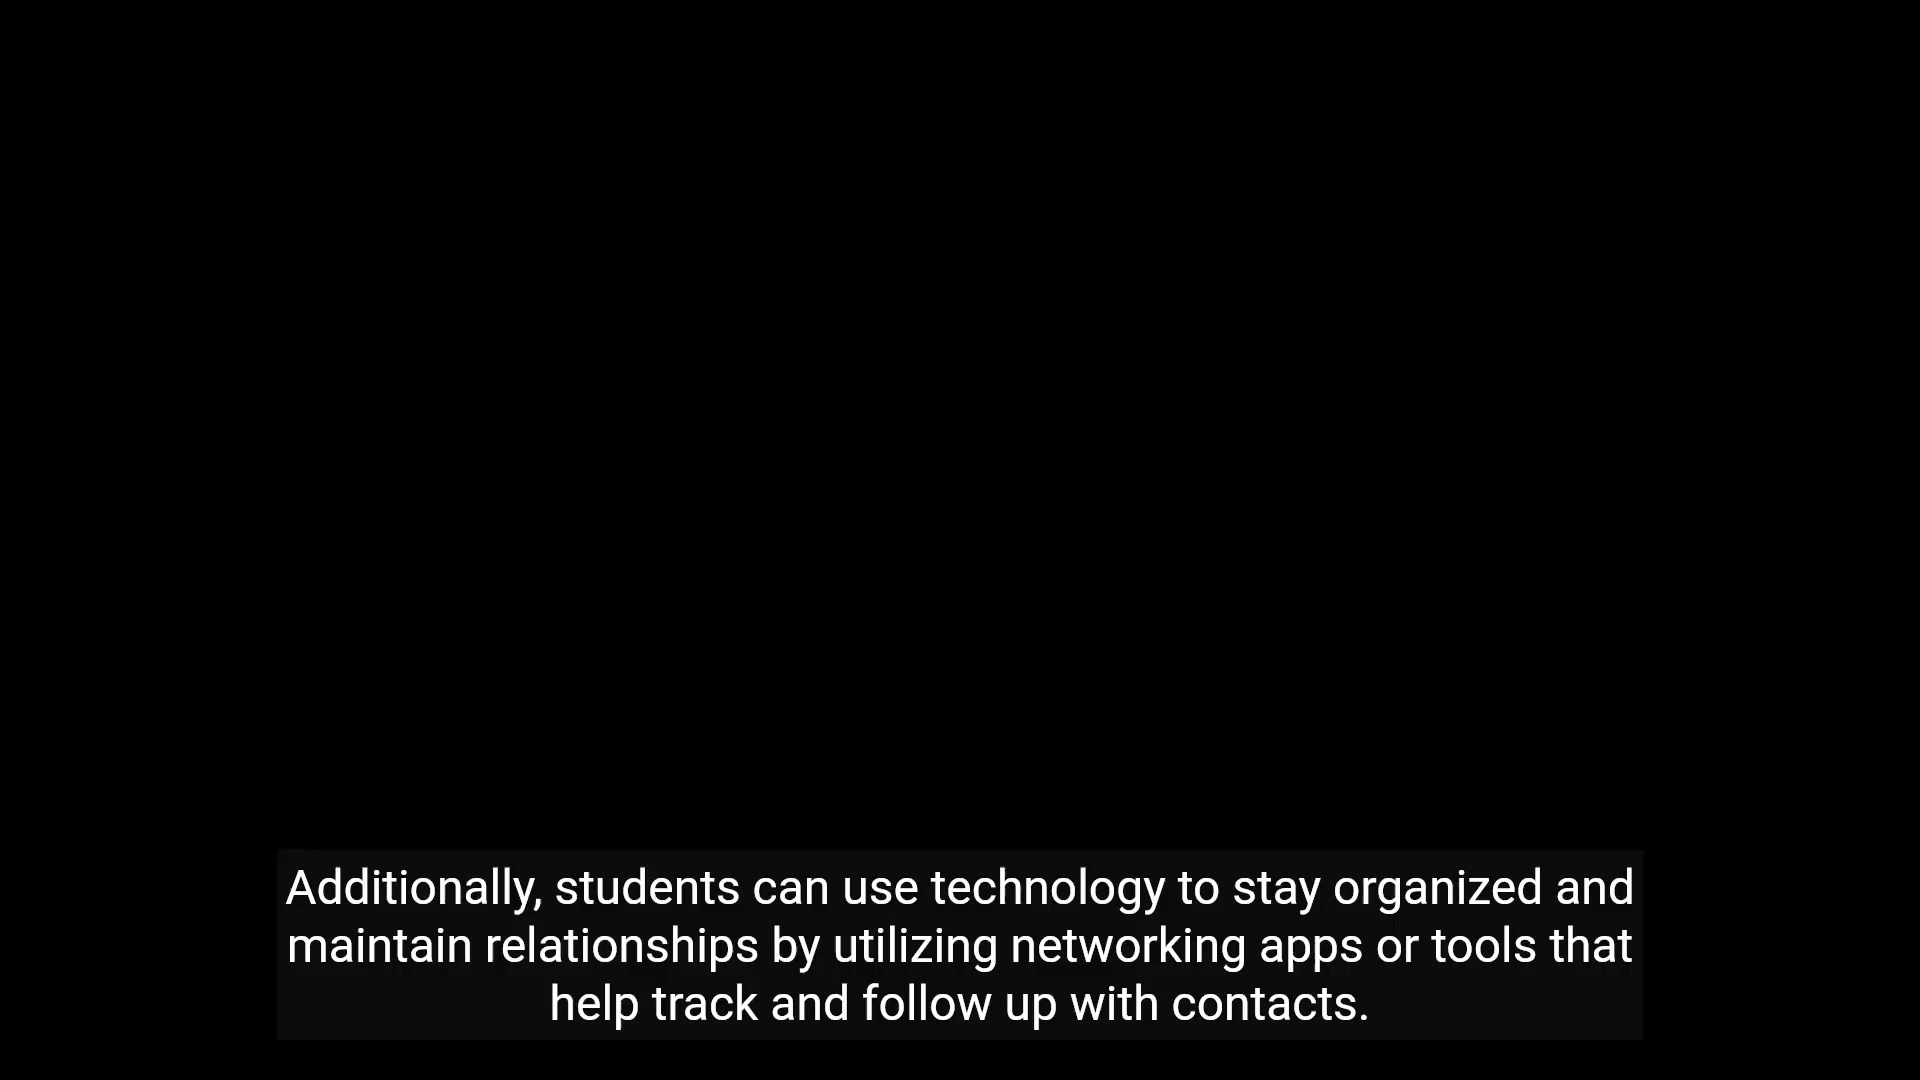 Additionally, students can use technology to stay organized and
maintain relationships by utilizing networking apps or tools that
help track and follow up with contacts.